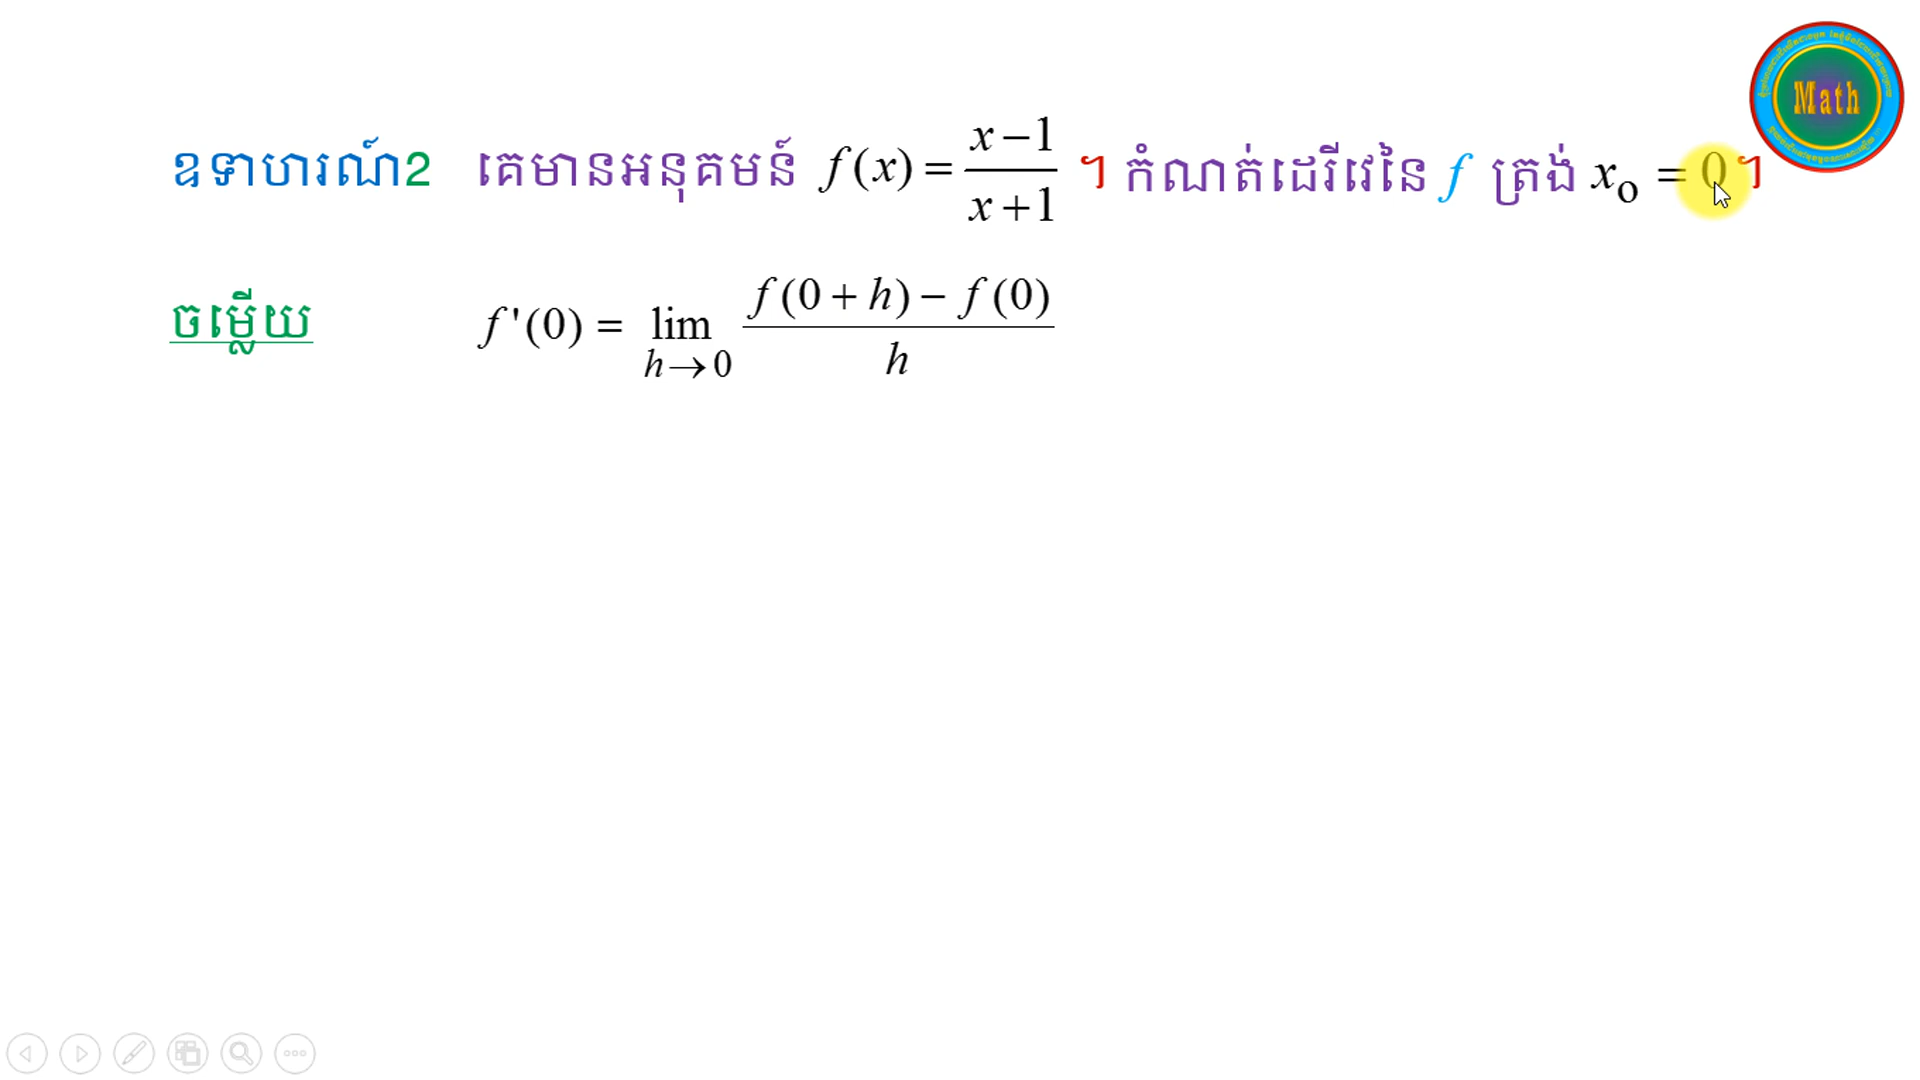 ឧទាហរណ៍2 គេមានអនុគមន៍ f(x) = (x−1)/(x+1) ។ កំណត់ដេរីវេនៃ f ត្រង់ x₀ = 0 ។
ចម្លើយ f'(0) = lim h→0 (f(0+h) − f(0))/h
Math